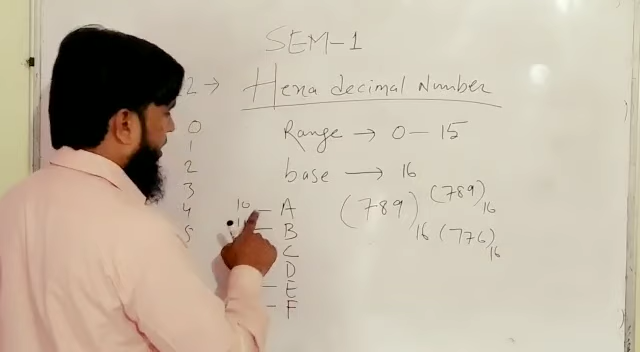 SEM-1
2 → Hexa decimal Number
0
1
2
3
4
5
Range → 0-15
base → 16
10 - A
11 - B
C
D
- E
- F
(789)16
(789)16
(776)16